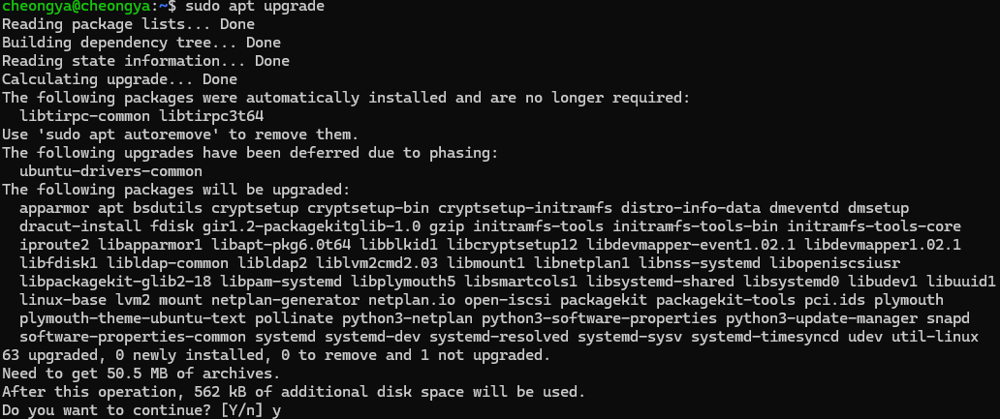 cheongya@cheongya:~$ sudo apt upgrade
Reading package lists... Done
Building dependency tree... Done
Reading state information... Done
Calculating upgrade... Done
The following packages were automatically installed and are no longer required:
  libtirpc-common libtirpc3t64
Use 'sudo apt autoremove' to remove them.
The following upgrades have been deferred due to phasing:
  ubuntu-drivers-common
The following packages will be upgraded:
  apparmor apt bsdutils cryptsetup cryptsetup-bin cryptsetup-initramfs distro-info-data dmeventd dmsetup
  dracut-install fdisk gir1.2-packagekitglib-1.0 gzip initramfs-tools initramfs-tools-bin initramfs-tools-core
  iproute2 libapparmor1 libapt-pkg6.0t64 libblkid1 libcryptsetup12 libdevmapper-event1.02.1 libdevmapper1.02.1
  libfdisk1 libldap-common libldap2 liblvm2cmd2.03 libmount1 libnetplan1 libnss-systemd libopeniscsiusr
  libpackagekit-glib2-18 libpam-systemd libplymouth5 libsmartcols1 libsystemd-shared libsystemd0 libudev1 libuuid1
  linux-base lvm2 mount netplan-generator netplan.io open-iscsi packagekit packagekit-tools pci.ids plymouth
  plymouth-theme-ubuntu-text pollinate python3-netplan python3-software-properties python3-update-manager snapd
  software-properties-common systemd systemd-dev systemd-resolved systemd-sysv systemd-timesyncd udev util-linux
63 upgraded, 0 newly installed, 0 to remove and 1 not upgraded.
Need to get 50.5 MB of archives.
After this operation, 562 kB of additional disk space will be used.
Do you want to continue? [Y/n] y